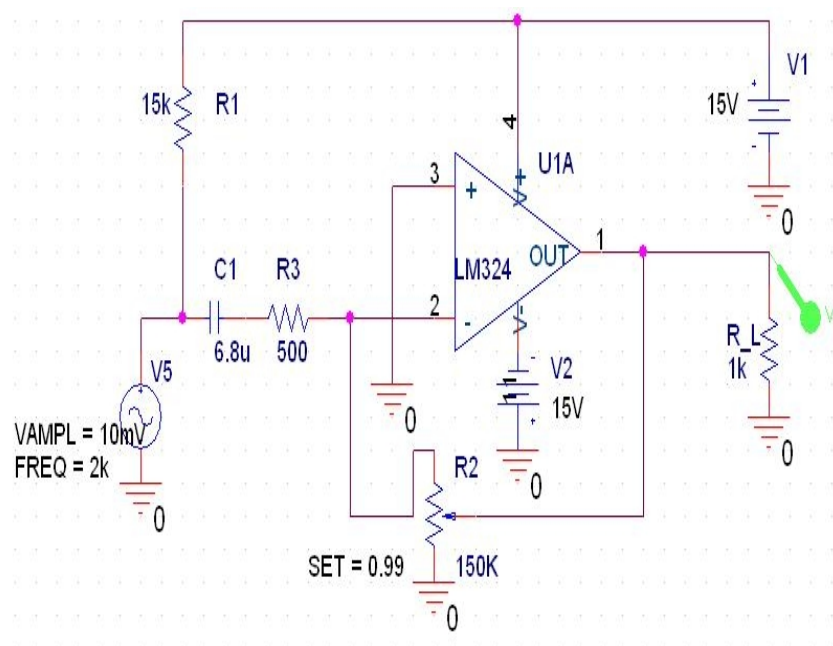 V1
15k
R1
15V
4
3
+
U1A
+
V
0
C1
R3
LM324
OUT
1
2
-
V-
V
6.8u
500
R_L
1k
V5
V2
15V
VAMPL = 10mV
FREQ = 2k
0
0
R2
0
0
SET = 0.99
150K
0